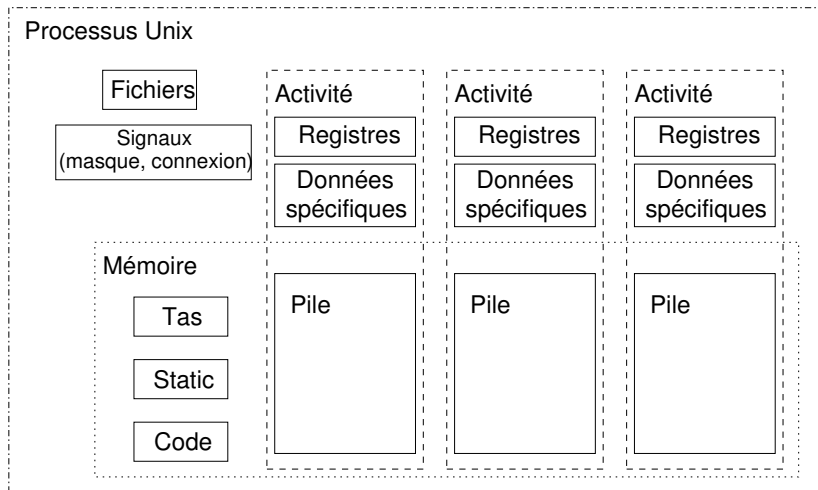 Processus Unix
Fichiers
Signaux
(masque, connexion)
Activité
Registres
Données
spécifiques
Activité
Registres
Données
spécifiques
Activité
Registres
Données
spécifiques
Mémoire
Tas
Static
Code
Pile
Pile
Pile